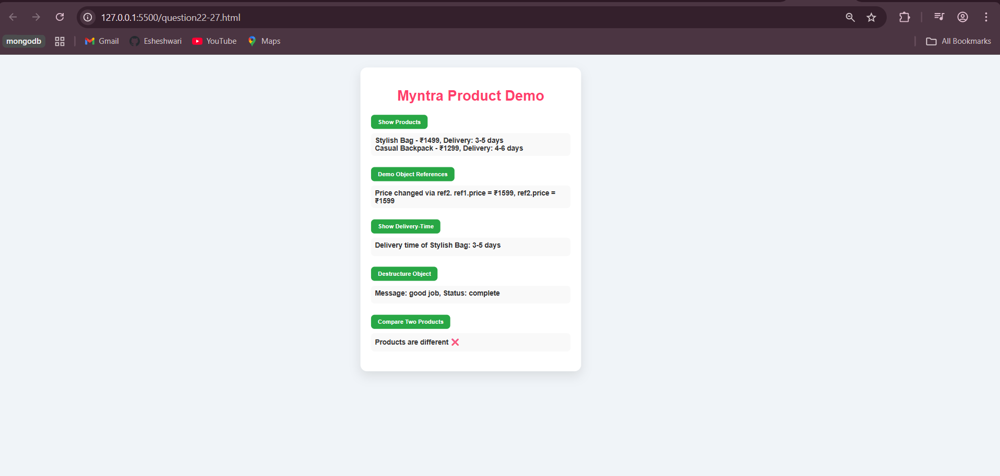 127.0.0.1:5500/question22-27.html
mongodb Gmail Esheshwari YouTube Maps All Bookmarks
Myntra Product Demo
Show Products
Stylish Bag - ₹1499, Delivery: 3-5 days
Casual Backpack - ₹1299, Delivery: 4-6 days
Demo Object References
Price changed via ref2. ref1.price = ₹1599, ref2.price =
₹1599
Show Delivery-Time
Delivery time of Stylish Bag: 3-5 days
Destructure Object
Message: good job, Status: complete
Compare Two Products
Products are different ❌